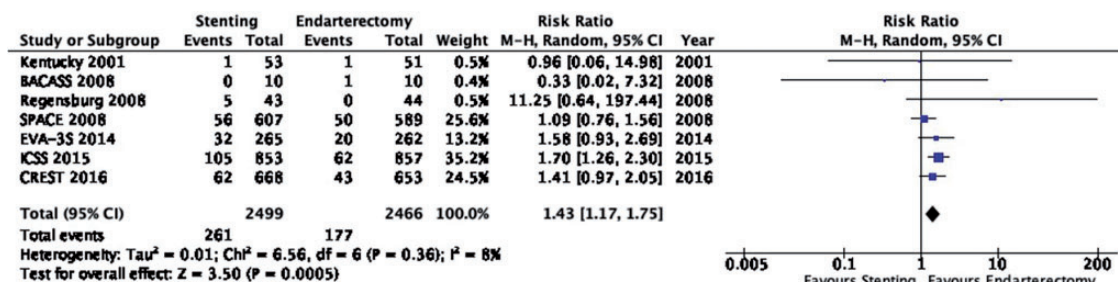 Stenting Endarterectomy Risk Ratio Risk Ratio
Study or Subgroup Events Total Events Total Weight M-H, Random, 95% CI Year M-H, Random, 95% CI
Kentucky 2001 1 53 1 51 0.5% 0.96 [0.06, 14.98] 2001
BACASS 2008 0 10 1 10 0.4% 0.33 [0.02, 7.32] 2008
Regensburg 2008 5 43 0 44 0.5% 11.25 [0.64, 197.44] 2008
SPACE 2008 56 607 50 589 25.6% 1.09 [0.76, 1.56] 2008
EVA-3S 2014 32 265 20 262 13.2% 1.58 [0.93, 2.69] 2014
ICSS 2015 105 853 62 857 35.2% 1.70 [1.26, 2.30] 2015
CREST 2016 62 668 43 653 24.5% 1.41 [0.97, 2.05] 2016
Total (95% CI) 2499 2466 100.0% 1.43 [1.17, 1.75]
Total events 261 177
Heterogeneity: Tau² = 0.01; Chi² = 6.56, df = 6 (P = 0.36); I² = 8%
Test for overall effect: Z = 3.50 (P = 0.0005)
0.005 0.1 1 10 200
Favours Stenting Favours Endarterectomy